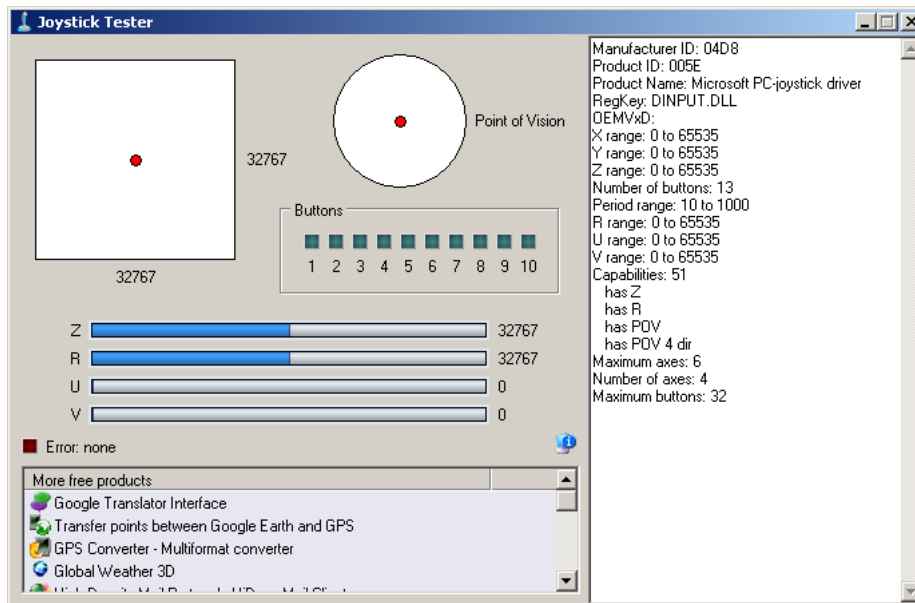 Joystick Tester
32767
32767
Point of Vision
Buttons
1 2 3 4 5 6 7 8 9 10
Z 32767
R 32767
U 0
V 0
Error: none
More free products
Google Translator Interface
Transfer points between Google Earth and GPS
GPS Converter - Multiformat converter
Global Weather 3D
Manufacturer ID: 04D8
Product ID: 005E
Product Name: Microsoft PC-joystick driver
RegKey: DINPUT.DLL
OEMVxD:
X range: 0 to 65535
Y range: 0 to 65535
Z range: 0 to 65535
Number of buttons: 13
Period range: 10 to 1000
R range: 0 to 65535
U range: 0 to 65535
V range: 0 to 65535
Capabilities: 51
has Z
has R
has POV
has POV 4 dir
Maximum axes: 6
Number of axes: 4
Maximum buttons: 32